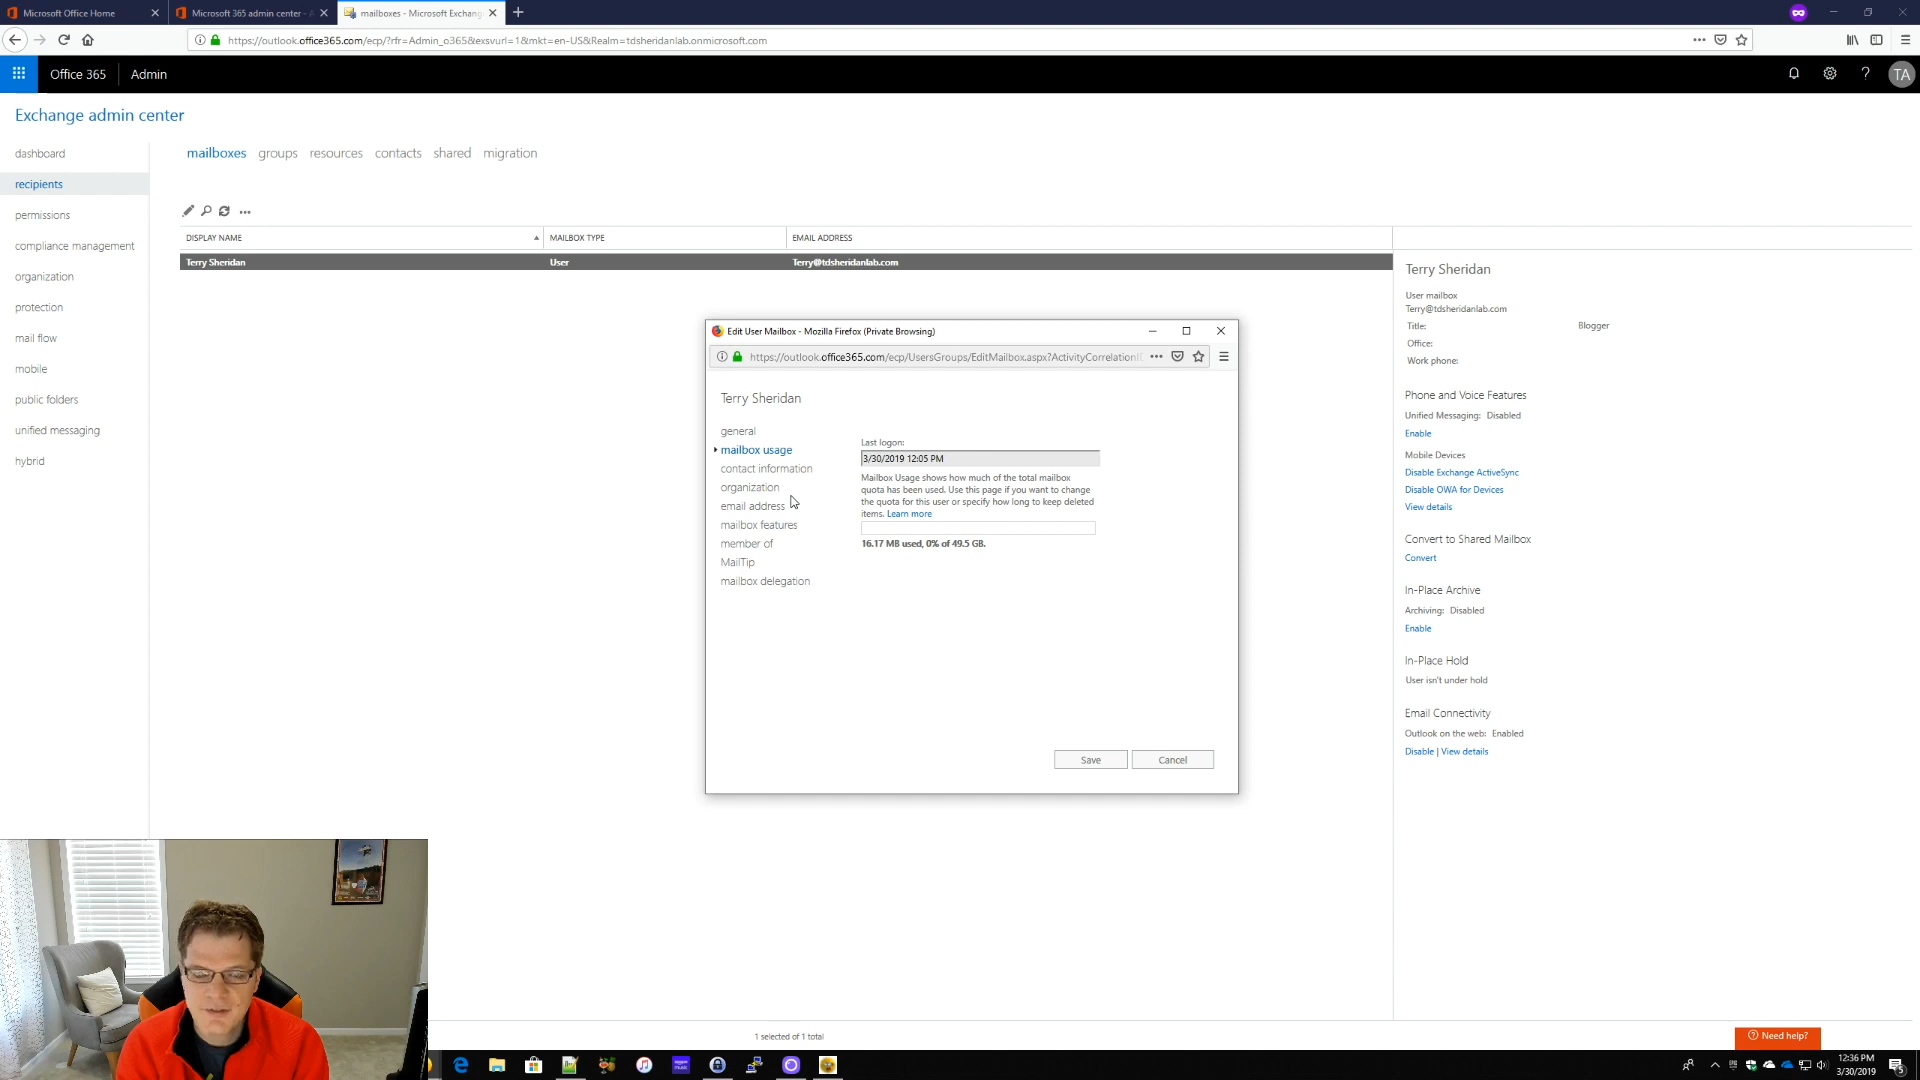 Microsoft Office Home
Microsoft 365 admin center - A
mailboxes - Microsoft Exchang
https://outlook.office365.com/ecp/?rfr=Admin_o365&exsvurl=1&mkt=en-US&Realm=tdsheridanlab.onmicrosoft.com
Office 365
Admin
TA
Exchange admin center
dashboard
recipients
permissions
compliance management
organization
protection
mail flow
mobile
public folders
unified messaging
hybrid
mailboxes groups resources contacts shared migration
DISPLAY NAME MAILBOX TYPE EMAIL ADDRESS
Terry Sheridan User Terry@tdsheridanlab.com
Edit User Mailbox - Mozilla Firefox (Private Browsing)
https://outlook.office365.com/ecp/UsersGroups/EditMailbox.aspx?ActivityCorrelationI
Terry Sheridan
general
mailbox usage
contact information
organization
email address
mailbox features
member of
MailTip
mailbox delegation
Last logon:
3/30/2019 12:05 PM
Mailbox Usage shows how much of the total mailbox
quota has been used. Use this page if you want to change
the quota for this user or specify how long to keep deleted
items. Learn more
16.17 MB used, 0% of 49.5 GB.
Save Cancel
Terry Sheridan
User mailbox
Terry@tdsheridanlab.com
Title: Blogger
Office:
Work phone:
Phone and Voice Features
Unified Messaging: Disabled
Enable
Mobile Devices
Disable Exchange ActiveSync
Disable OWA for Devices
View details
Convert to Shared Mailbox
Convert
In-Place Archive
Archiving: Disabled
Enable
In-Place Hold
User isn't under hold
Email Connectivity
Outlook on the web: Enabled
Disable | View details
1 selected of 1 total
Need help?
12:36 PM
3/30/2019